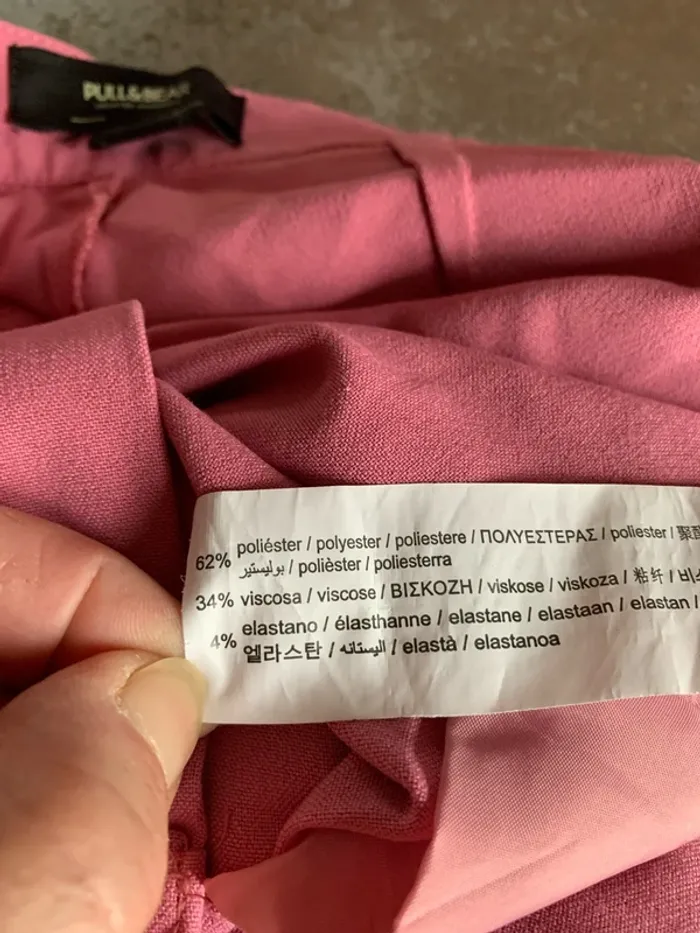 PULL&BEAR
62% poliéster / polyester / poliestere / ΠΟΛΥΕΣΤΕΡΑΣ / poliester /
بوليستير / polièster / poliesterra
34% viscosa / viscose / ΒΙΣΚΟΖΗ / viskose / viskoza / 粘纤 /
4% elastano / élasthanne / elastane / elastaan / elastan /
엘라스탄 / اليستانه / elastà / elastanoa